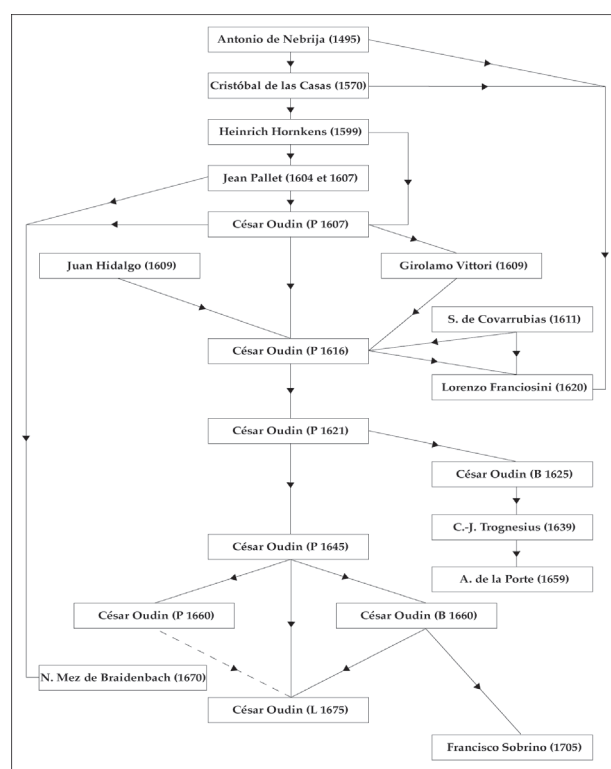 Antonio de Nebrija (1495)
Cristóbal de las Casas (1570)
Heinrich Hornkens (1599)
Jean Pallet (1604 et 1607)
César Oudin (P 1607)
Juan Hidalgo (1609)
Girolamo Vittori (1609)
S. de Covarrubias (1611)
César Oudin (P 1616)
Lorenzo Franciosini (1620)
César Oudin (P 1621)
César Oudin (B 1625)
C.-J. Trognesius (1639)
César Oudin (P 1645)
A. de la Porte (1659)
César Oudin (P 1660)
César Oudin (B 1660)
N. Mez de Braidenbach (1670)
César Oudin (L 1675)
Francisco Sobrino (1705)